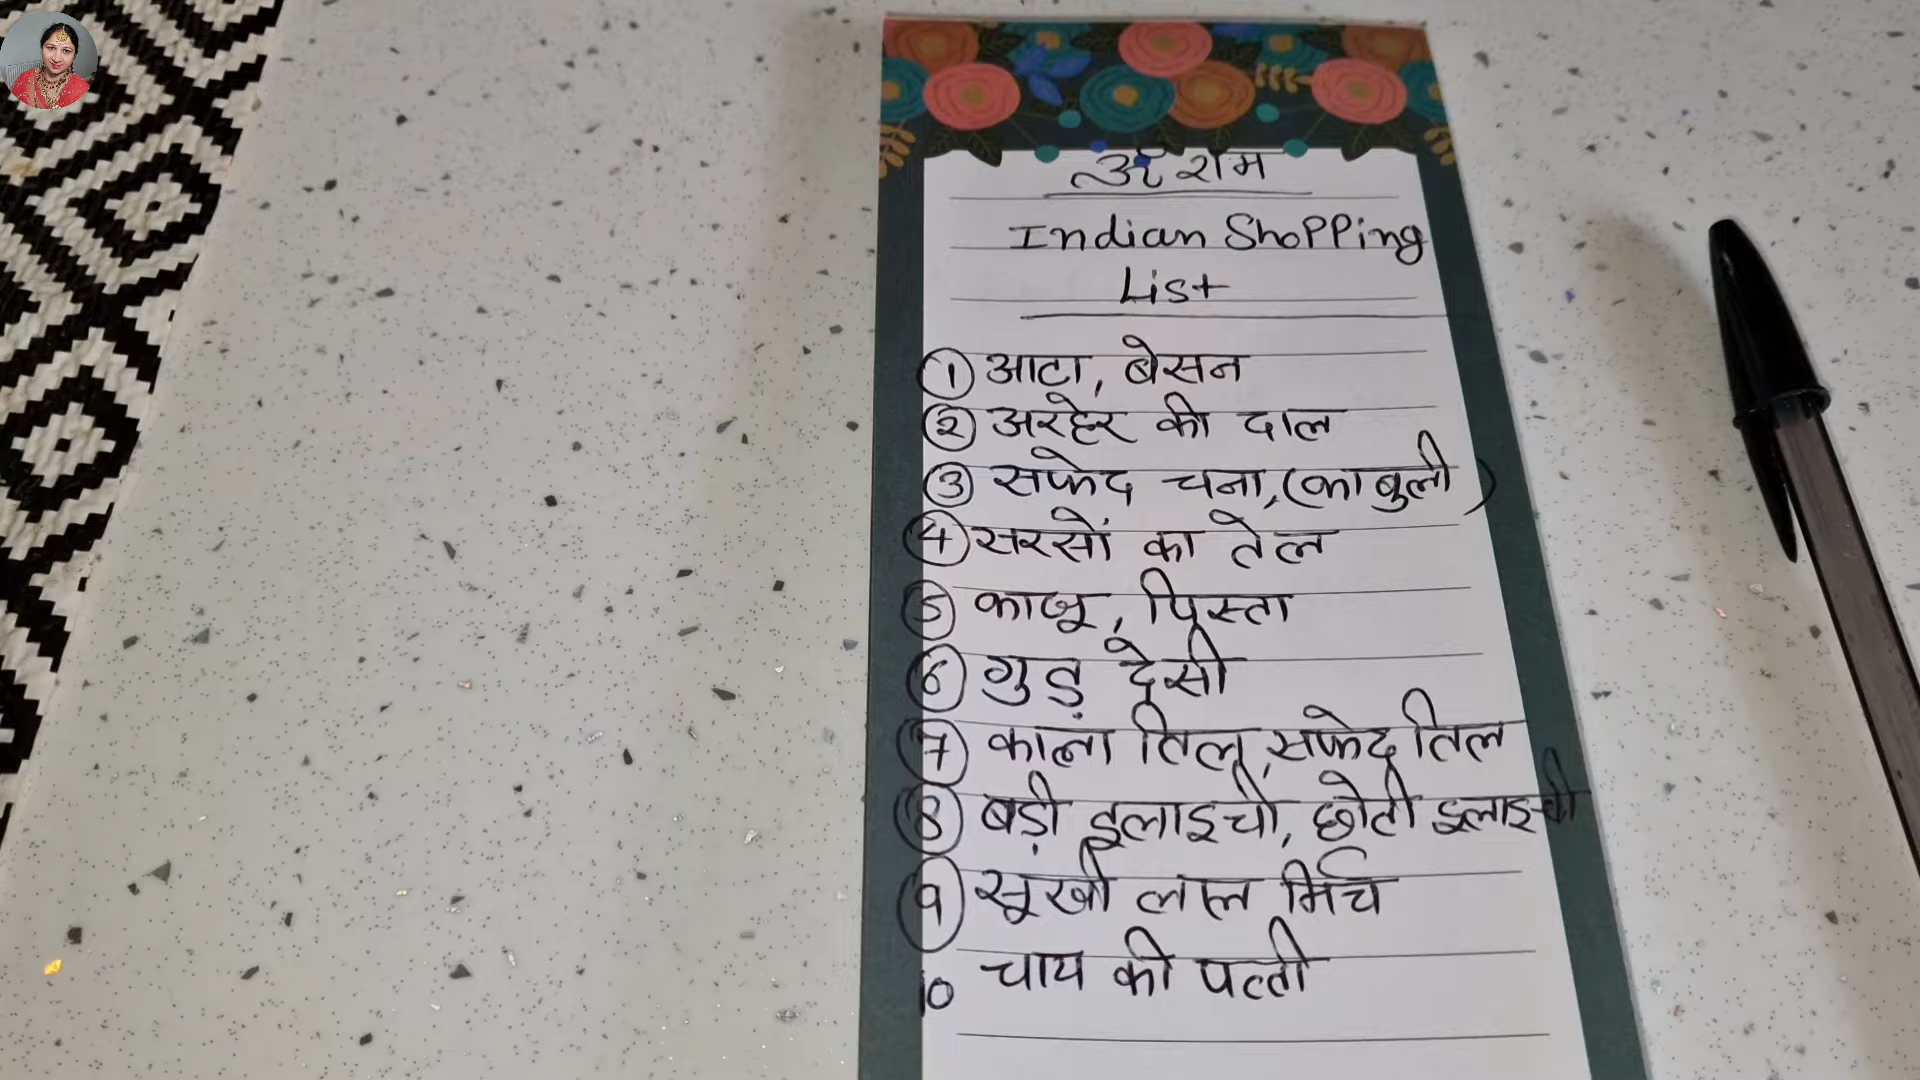 ॐ राम
Indian Shopping
List
① आटा, बेसन
② अरहेर की दाल
③ सफेद चना, (काबुली)
④ सरसों का तेल
⑤ काजू, पिस्ता
⑥ गुड़ देसी
⑦ काला तिल, सफेद तिल
⑧ बड़ी इलाइची, छोटी इलाइची
⑨ सूखी लाल मिर्च
10 चाय की पत्ती